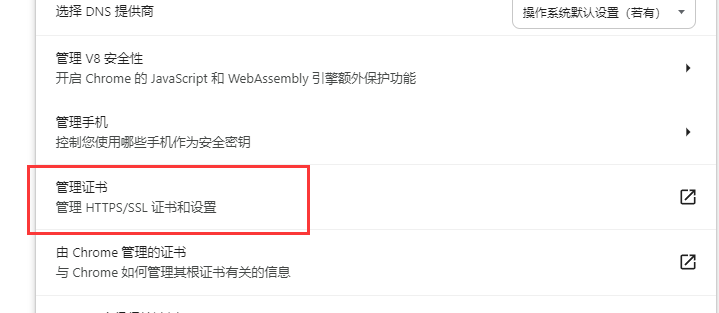 选择 DNS 提供商
操作系统默认设置（如有）
管理 V8 安全性
开启 Chrome 的 JavaScript 和 WebAssembly 引擎额外保护功能
管理手机
控制您使用哪些手机作为安全密钥
管理证书
管理 HTTPS/SSL 证书和设置
由 Chrome 管理的证书
与 Chrome 如何管理其根证书有关的信息